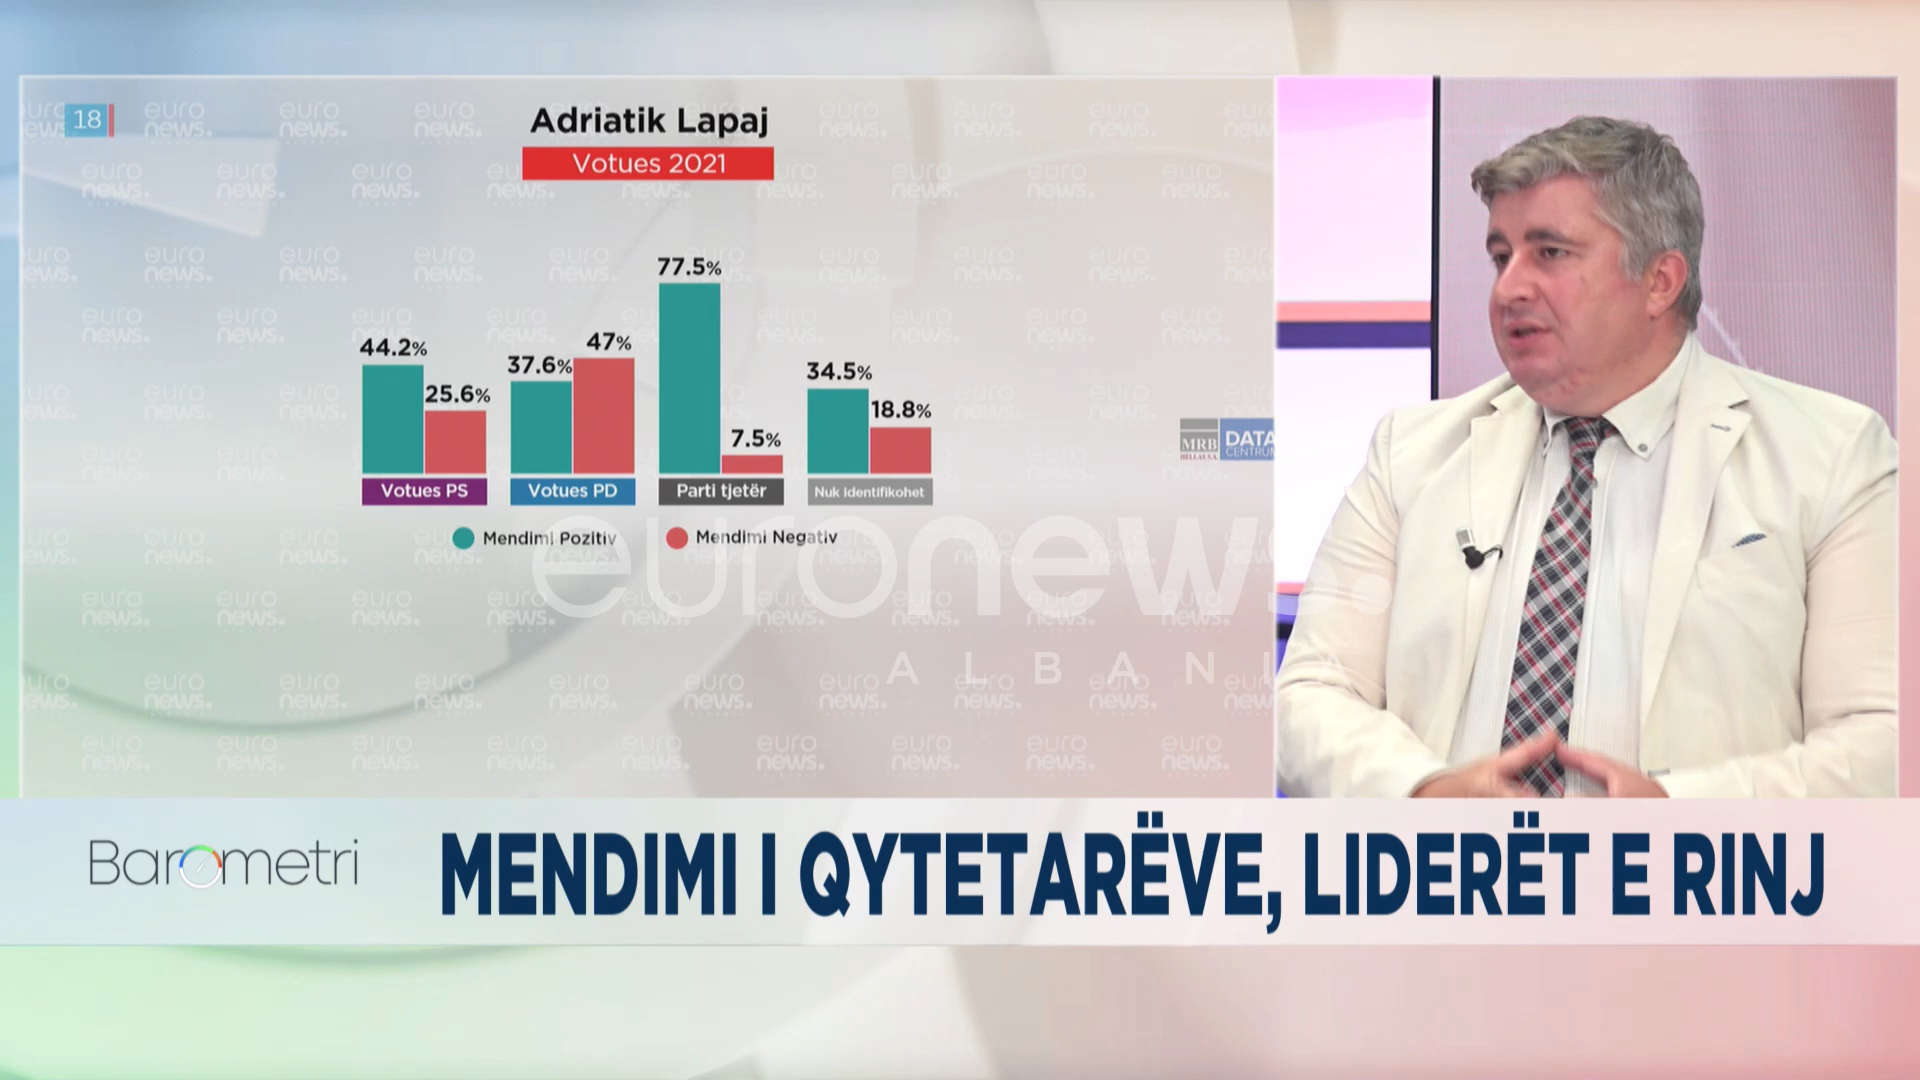 18
Adriatik Lapaj
Votues 2021
44.2%
25.6%
37.6%
47%
77.5%
7.5%
34.5%
18.8%
Votues PS
Votues PD
Parti tjetër
Nuk identifikohet
Mendimi Pozitiv
Mendimi Negativ
MRB
HELLAS S.A.
DATA
CENTRUM
euronews.
ALBANIA
Barometri
MENDIMI I QYTETARËVE, LIDERËT E RINJ